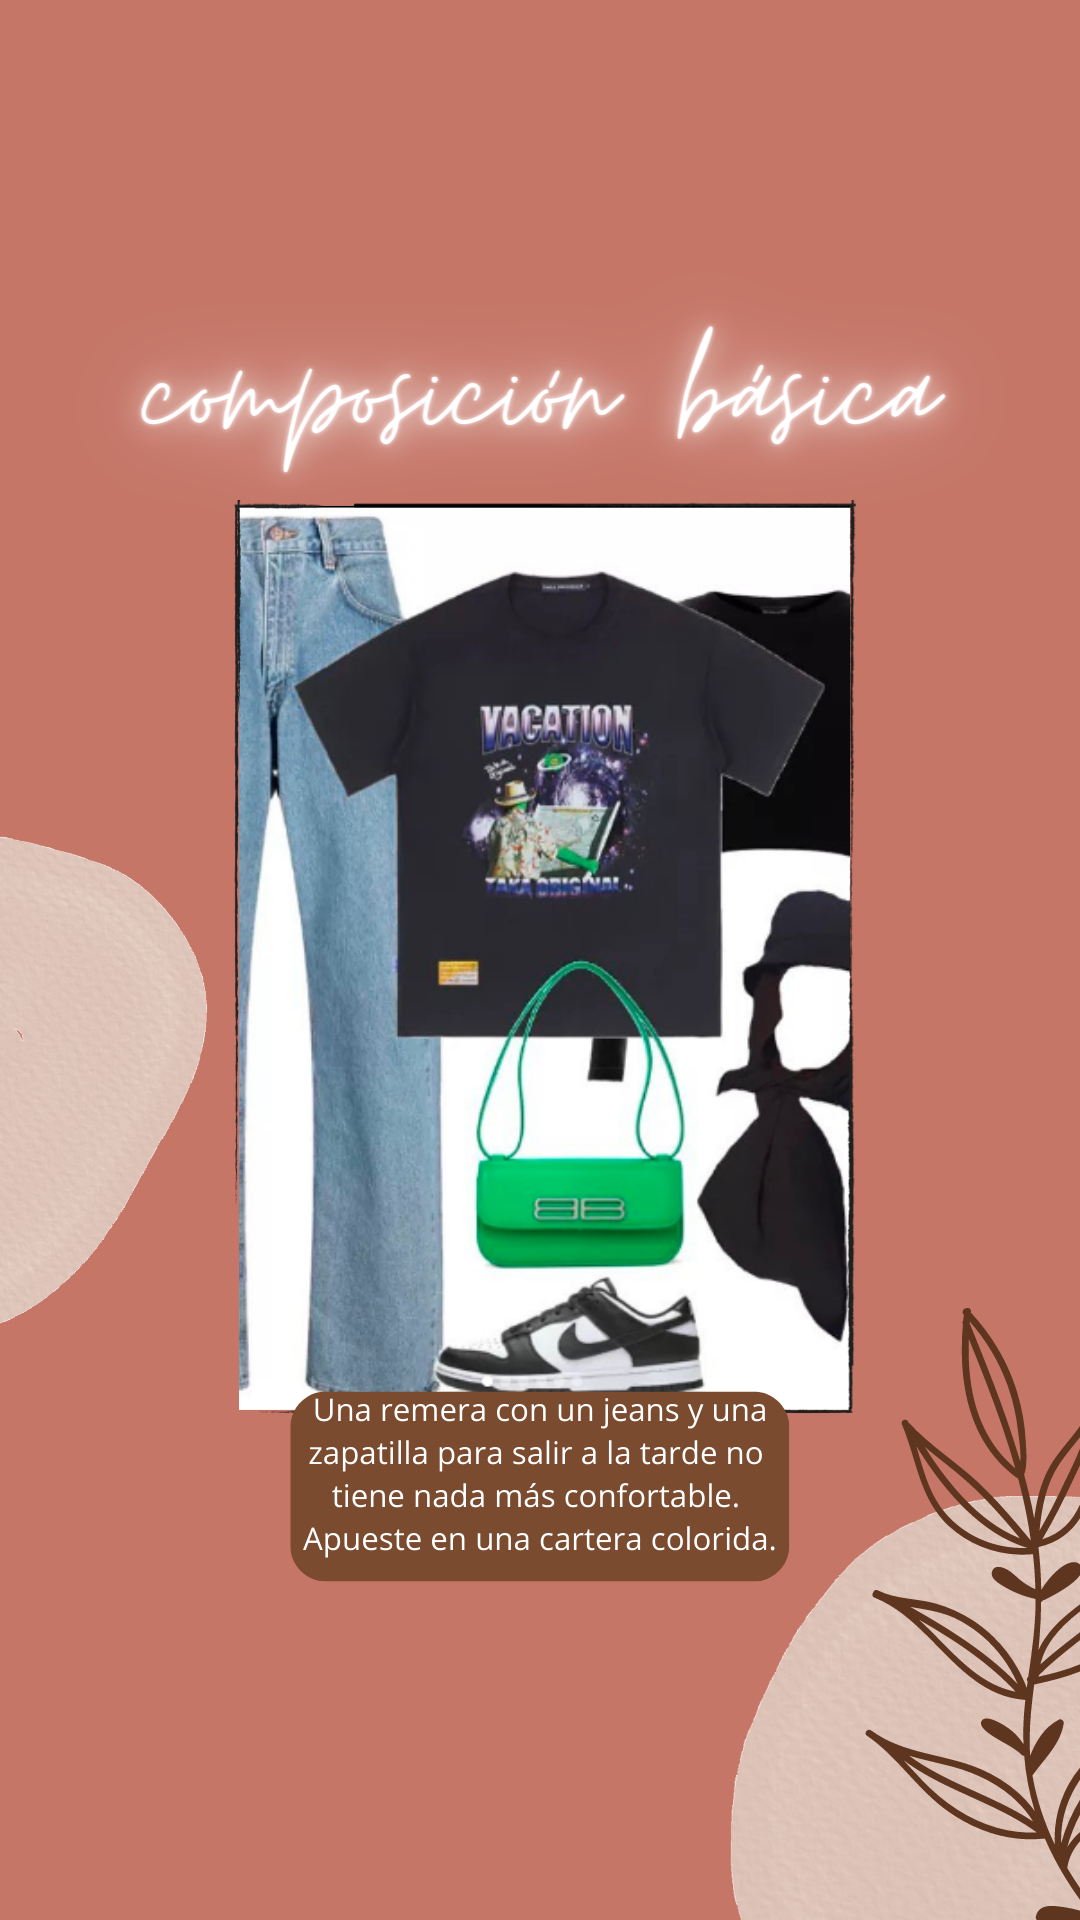 composición básica
VACATION
TAKA ORIGINAL
BB
Una remera con un jeans y una
zapatilla para salir a la tarde no
tiene nada más confortable.
Apueste en una cartera colorida.